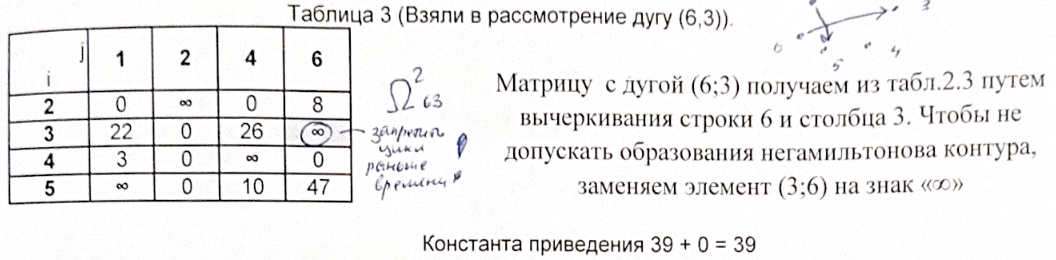 Таблица 3 (Взяли в рассмотрение дугу (6,3)).
j 1 2 4 6
i
2 0 ∞ 0 8
3 22 0 26 ∞
4 3 0 ∞ 0
5 ∞ 0 10 47
Ω²₆₃
запретить
цикл
раньше
времени
3
6
4
5
Матрицу с дугой (6;3) получаем из табл.2.3 путем
вычеркивания строки 6 и столбца 3. Чтобы не
допускать образования негамильтонова контура,
заменяем элемент (3;6) на знак «∞»
Константа приведения 39 + 0 = 39